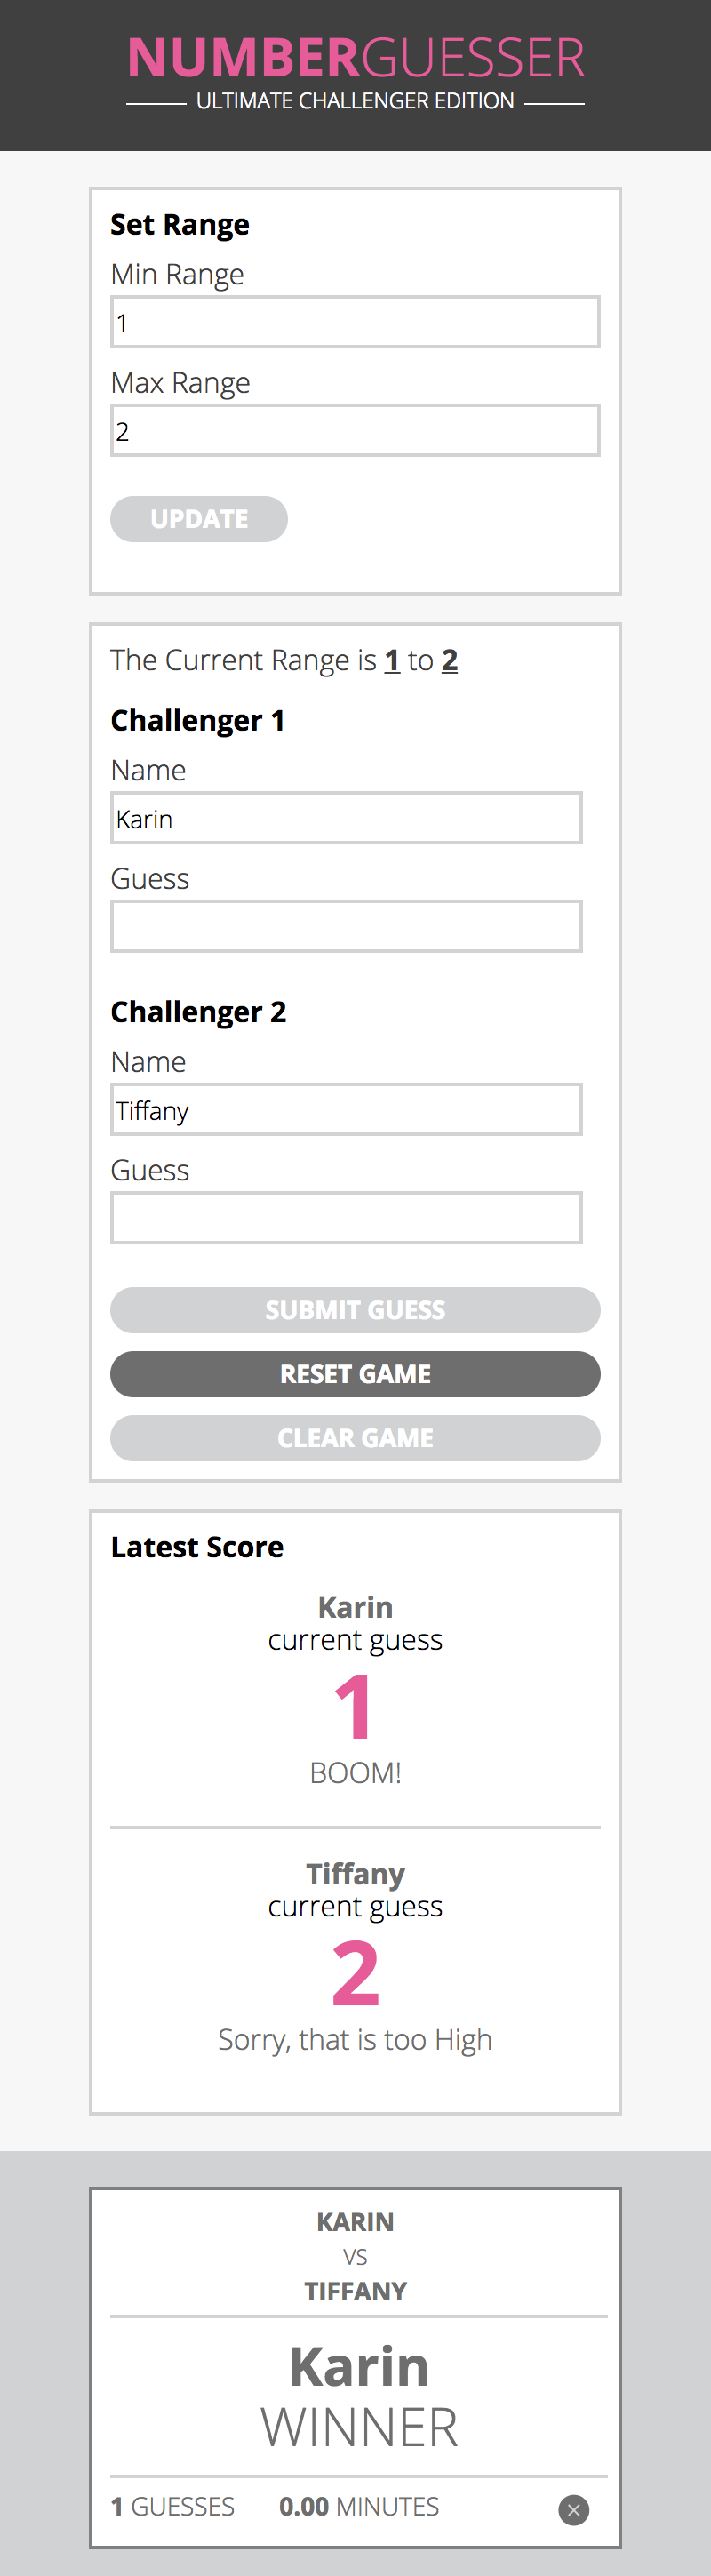 NUMBERGUESSER
ULTIMATE CHALLENGER EDITION
Set Range
Min Range
1
Max Range
2
UPDATE
The Current Range is 1 to 2
Challenger 1
Name
Karin
Guess
Challenger 2
Name
Tiffany
Guess
SUBMIT GUESS
RESET GAME
CLEAR GAME
Latest Score
Karin
current guess
1
BOOM!
Tiffany
current guess
2
Sorry, that is too High
KARIN
VS
TIFFANY
Karin
WINNER
1 GUESSES 0.00 MINUTES